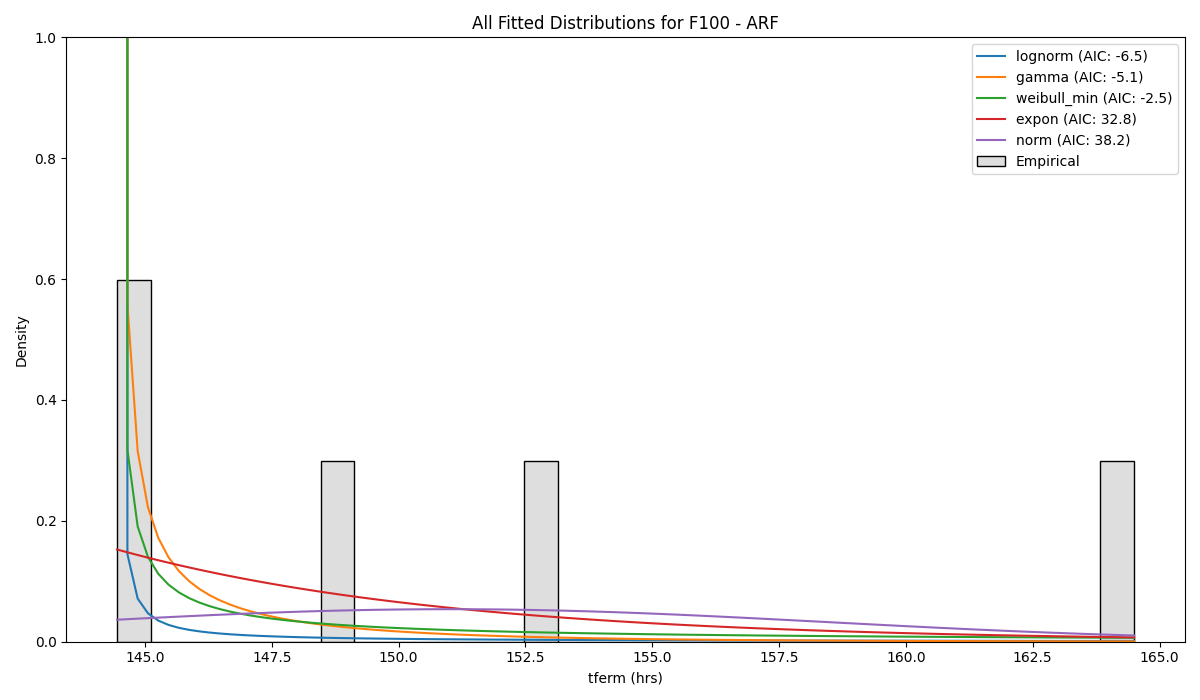 All Fitted Distributions for F100 - ARF
lognorm (AIC: -6.5)
gamma (AIC: -5.1)
weibull_min (AIC: -2.5)
expon (AIC: 32.8)
norm (AIC: 38.2)
Empirical
Density
1.0
0.8
0.6
0.4
0.2
0.0
145.0 147.5 150.0 152.5 155.0 157.5 160.0 162.5 165.0
tferm (hrs)